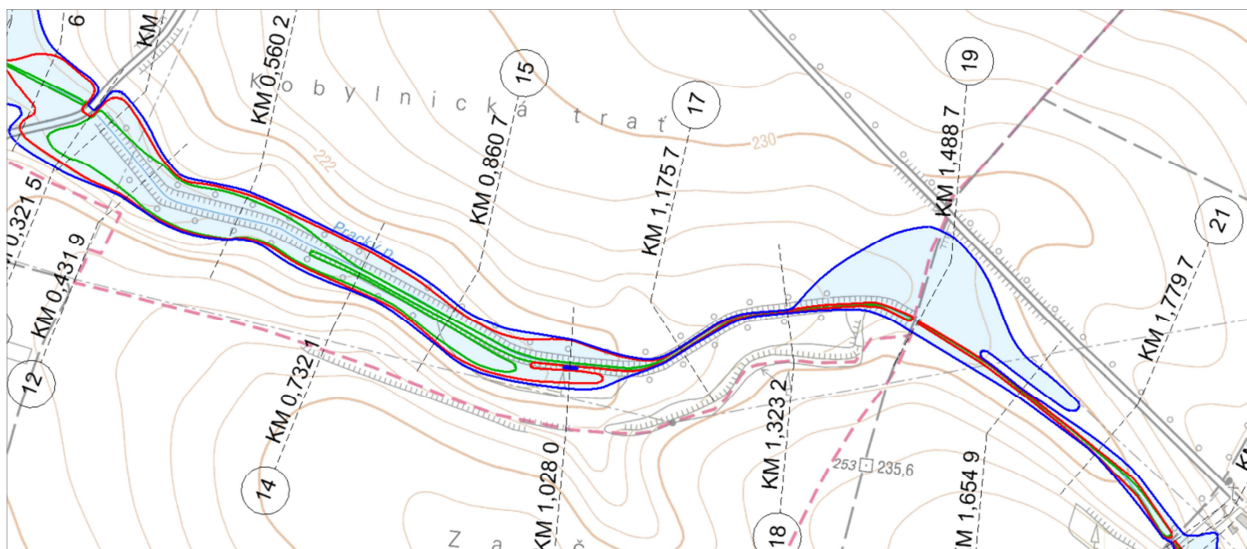 6
KM
KM 0,560 2
15
19
Kobylnická trať
17
KM 0,860 7
222
230
KM 1,488 7
KM 1,175 7
21
0,321 5
Pracký p.
KM 0,431 9
KM 1,779 7
12
KM 0,732 1
KM 1,323 2
14
253
235,6
KM 1,028 0
KM 1,654 9
18
KM
Z a č